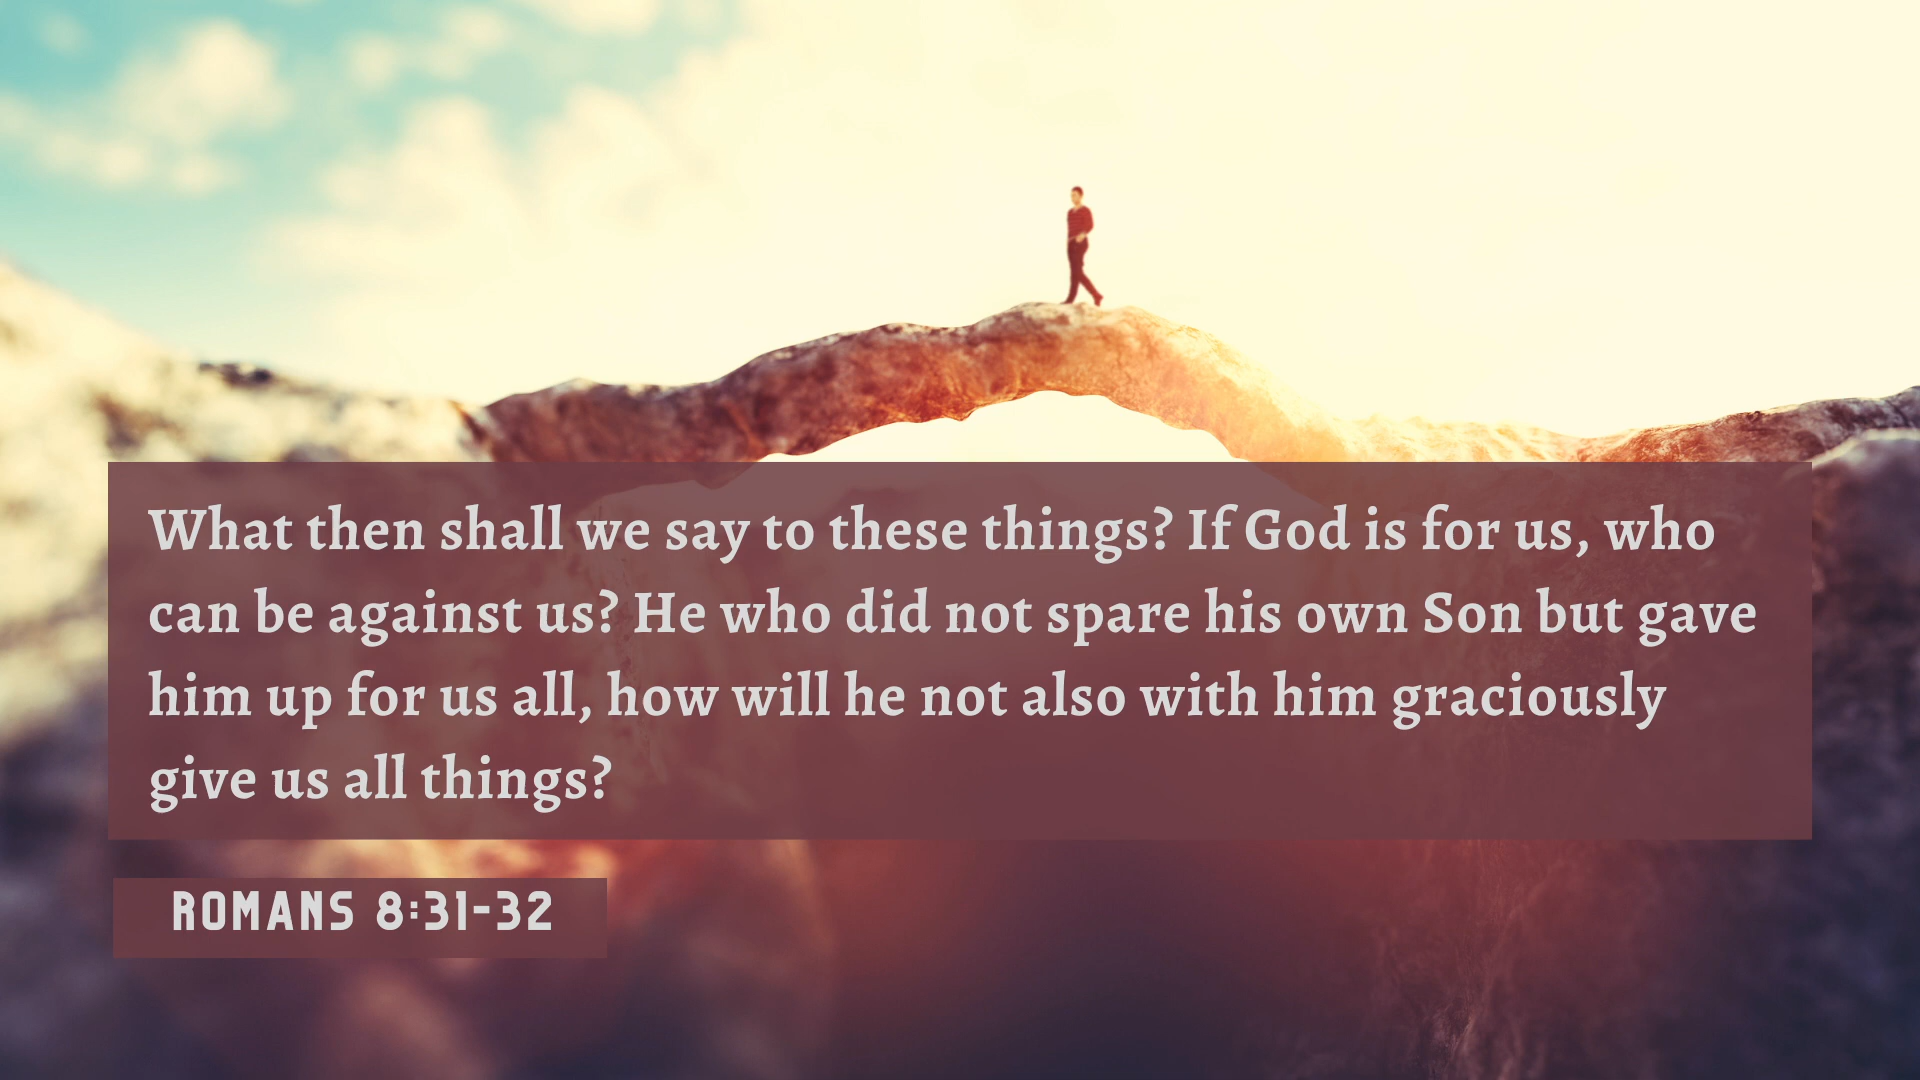 What then shall we say to these things? If God is for us, who
can be against us? He who did not spare his own Son but gave
him up for us all, how will he not also with him graciously
give us all things?
ROMANS 8:31-32